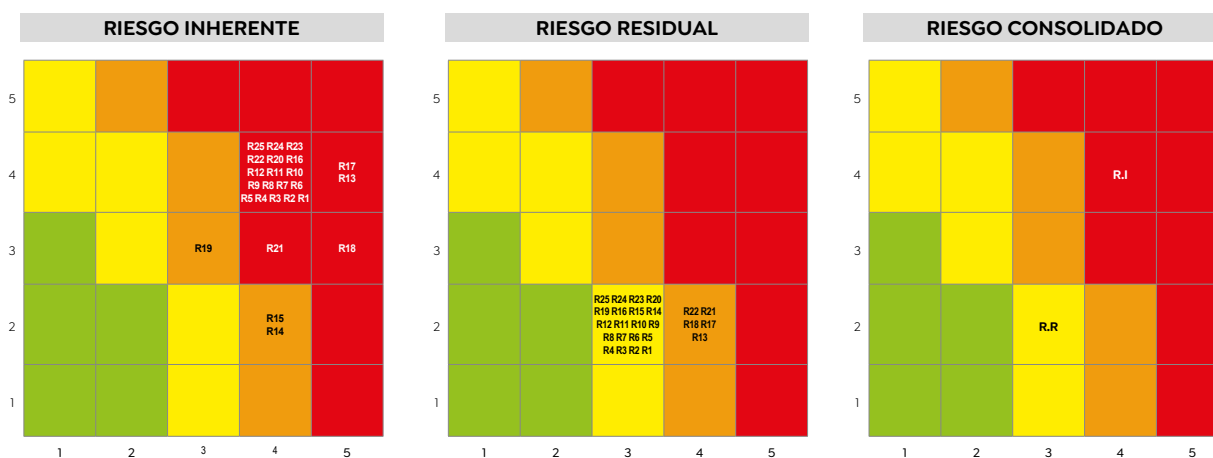 RIESGO INHERENTE
5
4
3
2
1
R25 R24 R23
R22 R20 R16
R12 R11 R10
R9 R8 R7 R6
R5 R4 R3 R2 R1
R17
R13
R19
R21
R18
R15
R14
1 2 3 4 5
RIESGO RESIDUAL
5
4
3
2
1
R25 R24 R23 R20
R19 R16 R15 R14
R12 R11 R10 R9
R8 R7 R6 R5
R4 R3 R2 R1
R22 R21
R18 R17
R13
1 2 3 4 5
RIESGO CONSOLIDADO
5
4
3
2
1
R.I
R.R
1 2 3 4 5